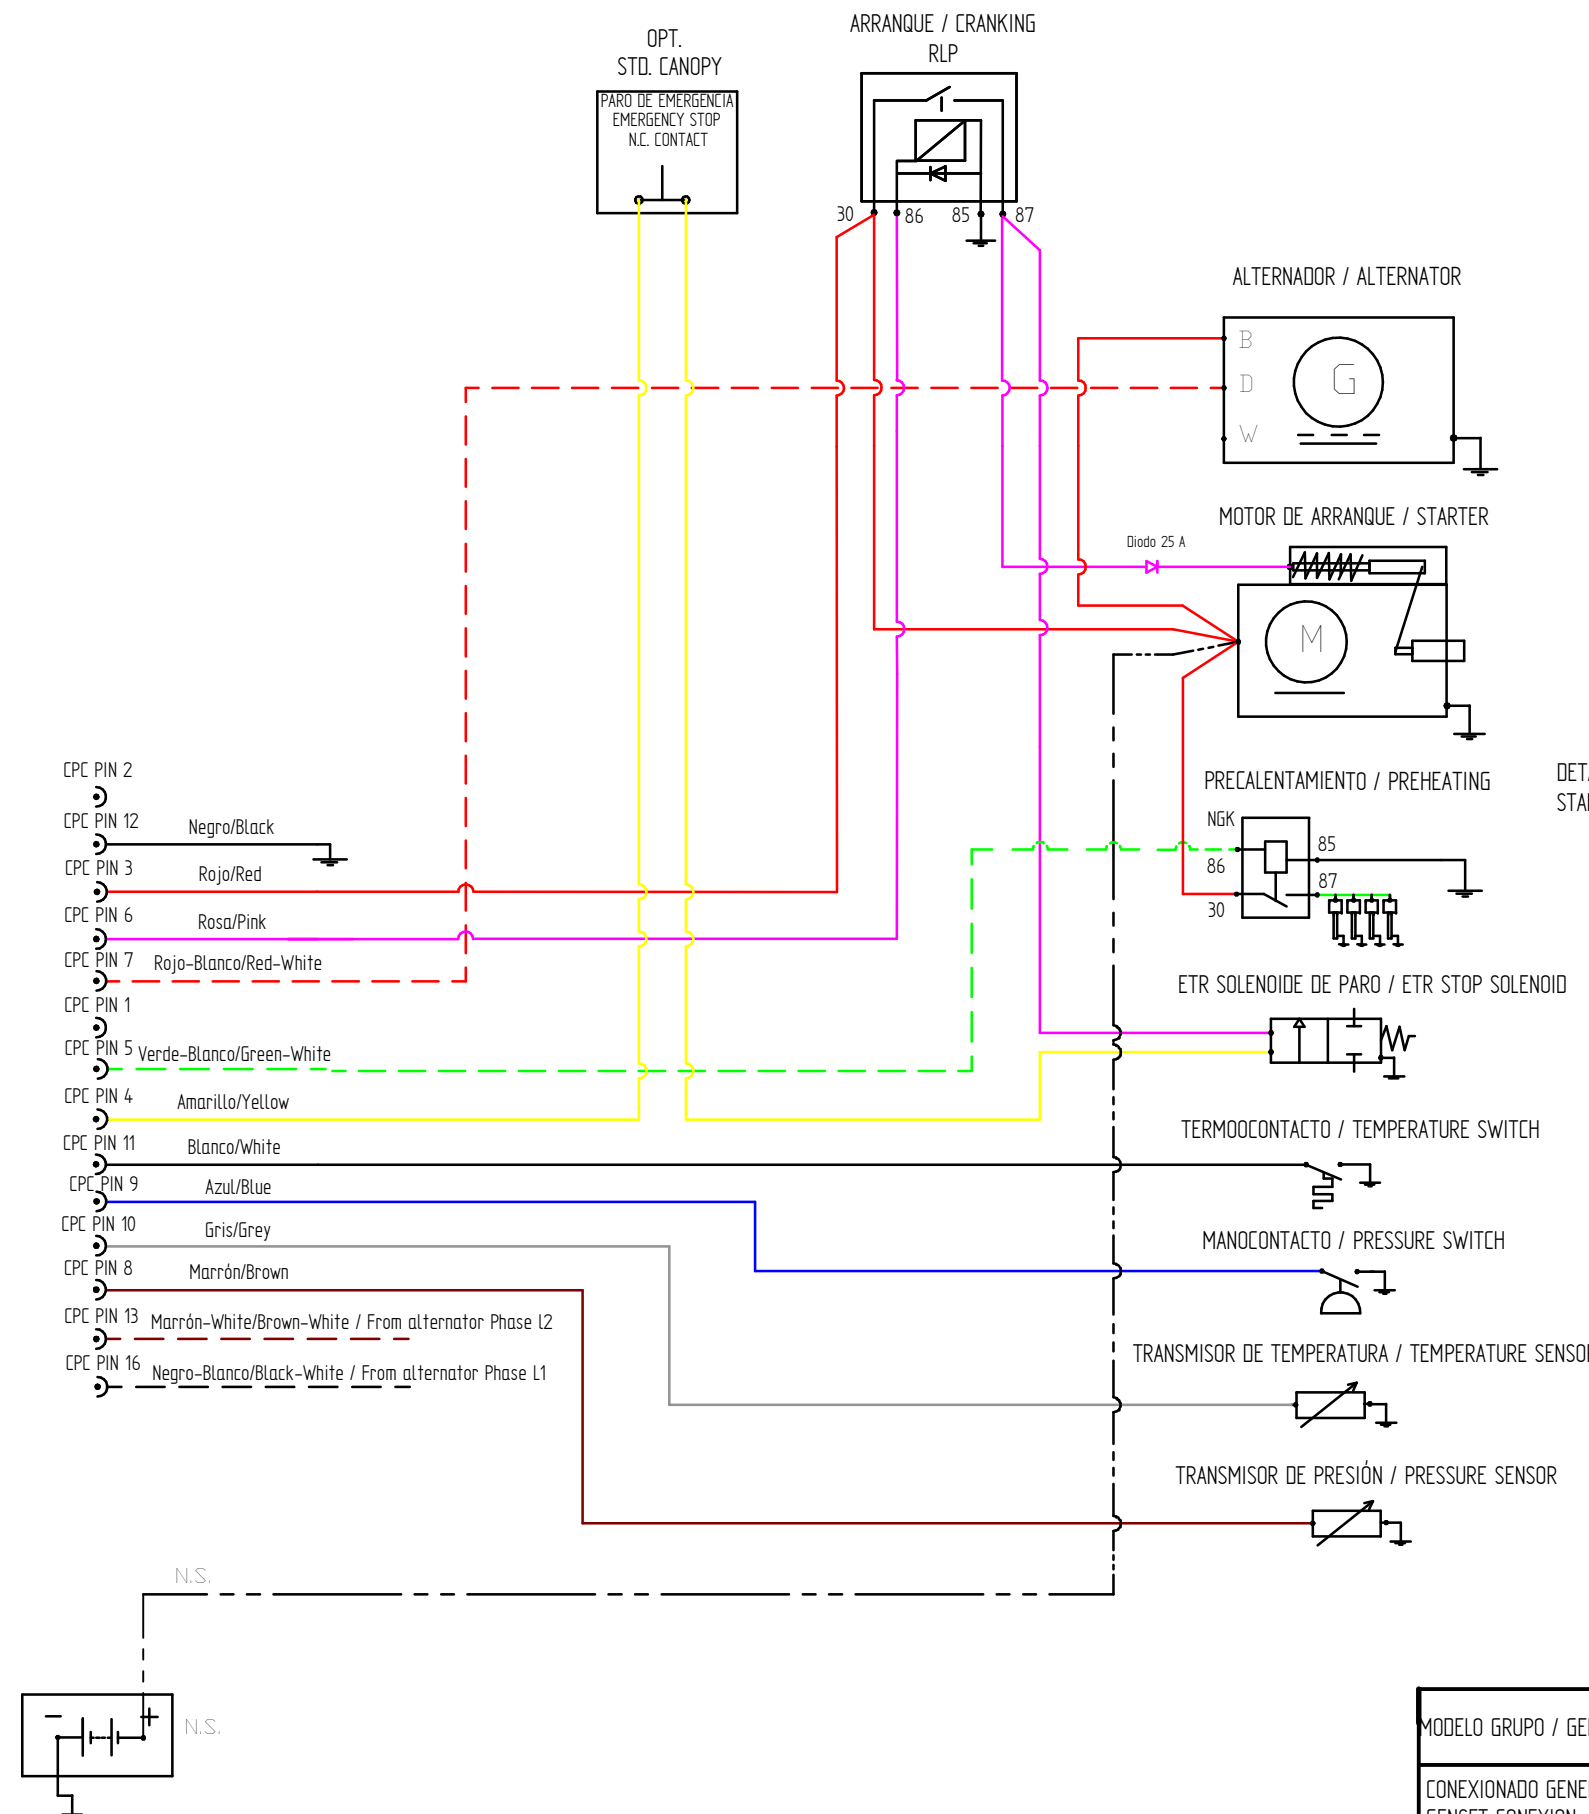 ARRANQUE / CRANKING
RLP
OPT.
STD. CANOPY
PARO DE EMERGENCIA
EMERGENCY STOP
N.C. CONTACT
30
86
85
87
ALTERNADOR / ALTERNATOR
B
D
W
G
MOTOR DE ARRANQUE / STARTER
Diodo 25 A
M
CPC PIN 2
CPC PIN 12
Negro/Black
CPC PIN 3
Rojo/Red
CPC PIN 6
Rosa/Pink
CPC PIN 7
Rojo-Blanco/Red-White
CPC PIN 1
CPC PIN 5
Verde-Blanco/Green-White
CPC PIN 4
Amarillo/Yellow
CPC PIN 11
Blanco/White
CPC PIN 9
Azul/Blue
CPC PIN 10
Gris/Grey
CPC PIN 8
Marrón/Brown
CPC PIN 13
Marrón-White/Brown-White / From alternator Phase l2
CPC PIN 16
Negro-Blanco/Black-White / From alternator Phase L1
PRECALENTAMIENTO / PREHEATING
NGK
86
30
85
87
ETR SOLENOIDE DE PARO / ETR STOP SOLENOID
TERMOOCONTACTO / TEMPERATURE SWITCH
MANOCONTACTO / PRESSURE SWITCH
TRANSMISOR DE TEMPERATURA / TEMPERATURE SENSOR
TRANSMISOR DE PRESIÓN / PRESSURE SENSOR
N.S.
- +
N.S.
MODELO GRUPO /